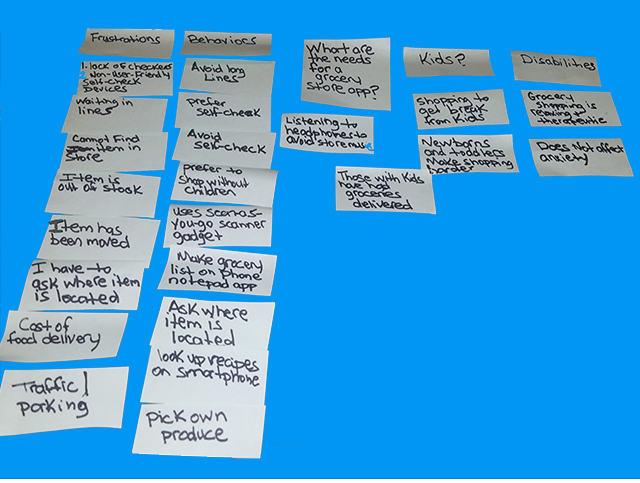 Frustrations
1. lack of checkers
2. Non-User-Friendly
Self-check
Devices
Waiting in
lines
Cannot Find
item in
store
Item is
out of stock
Item has
been moved
I have to
ask where item
is located
Cost of
food delivery
Traffic/
parking
Behaviors
Avoid long
Lines
prefer
self-check
Avoid
self-check
prefer to
shop without
children
uses scan-as-
you-go scanner
gadget
Make grocery
list on phone
notepad app
Ask where
item is
located
look up recipes
on smartphone
pick own
produce
What are
the needs
for a
grocery
store app?
Listening to
headphones to
avoid store music
Those with Kids
have had
groceries
delivered
Kids?
shopping to
get break
from Kids
Newborns
and toddlers
Make shopping
harder
Disabilities
Grocery
shopping is
relaxing +
therapeutic
Does Not affect
anxiety